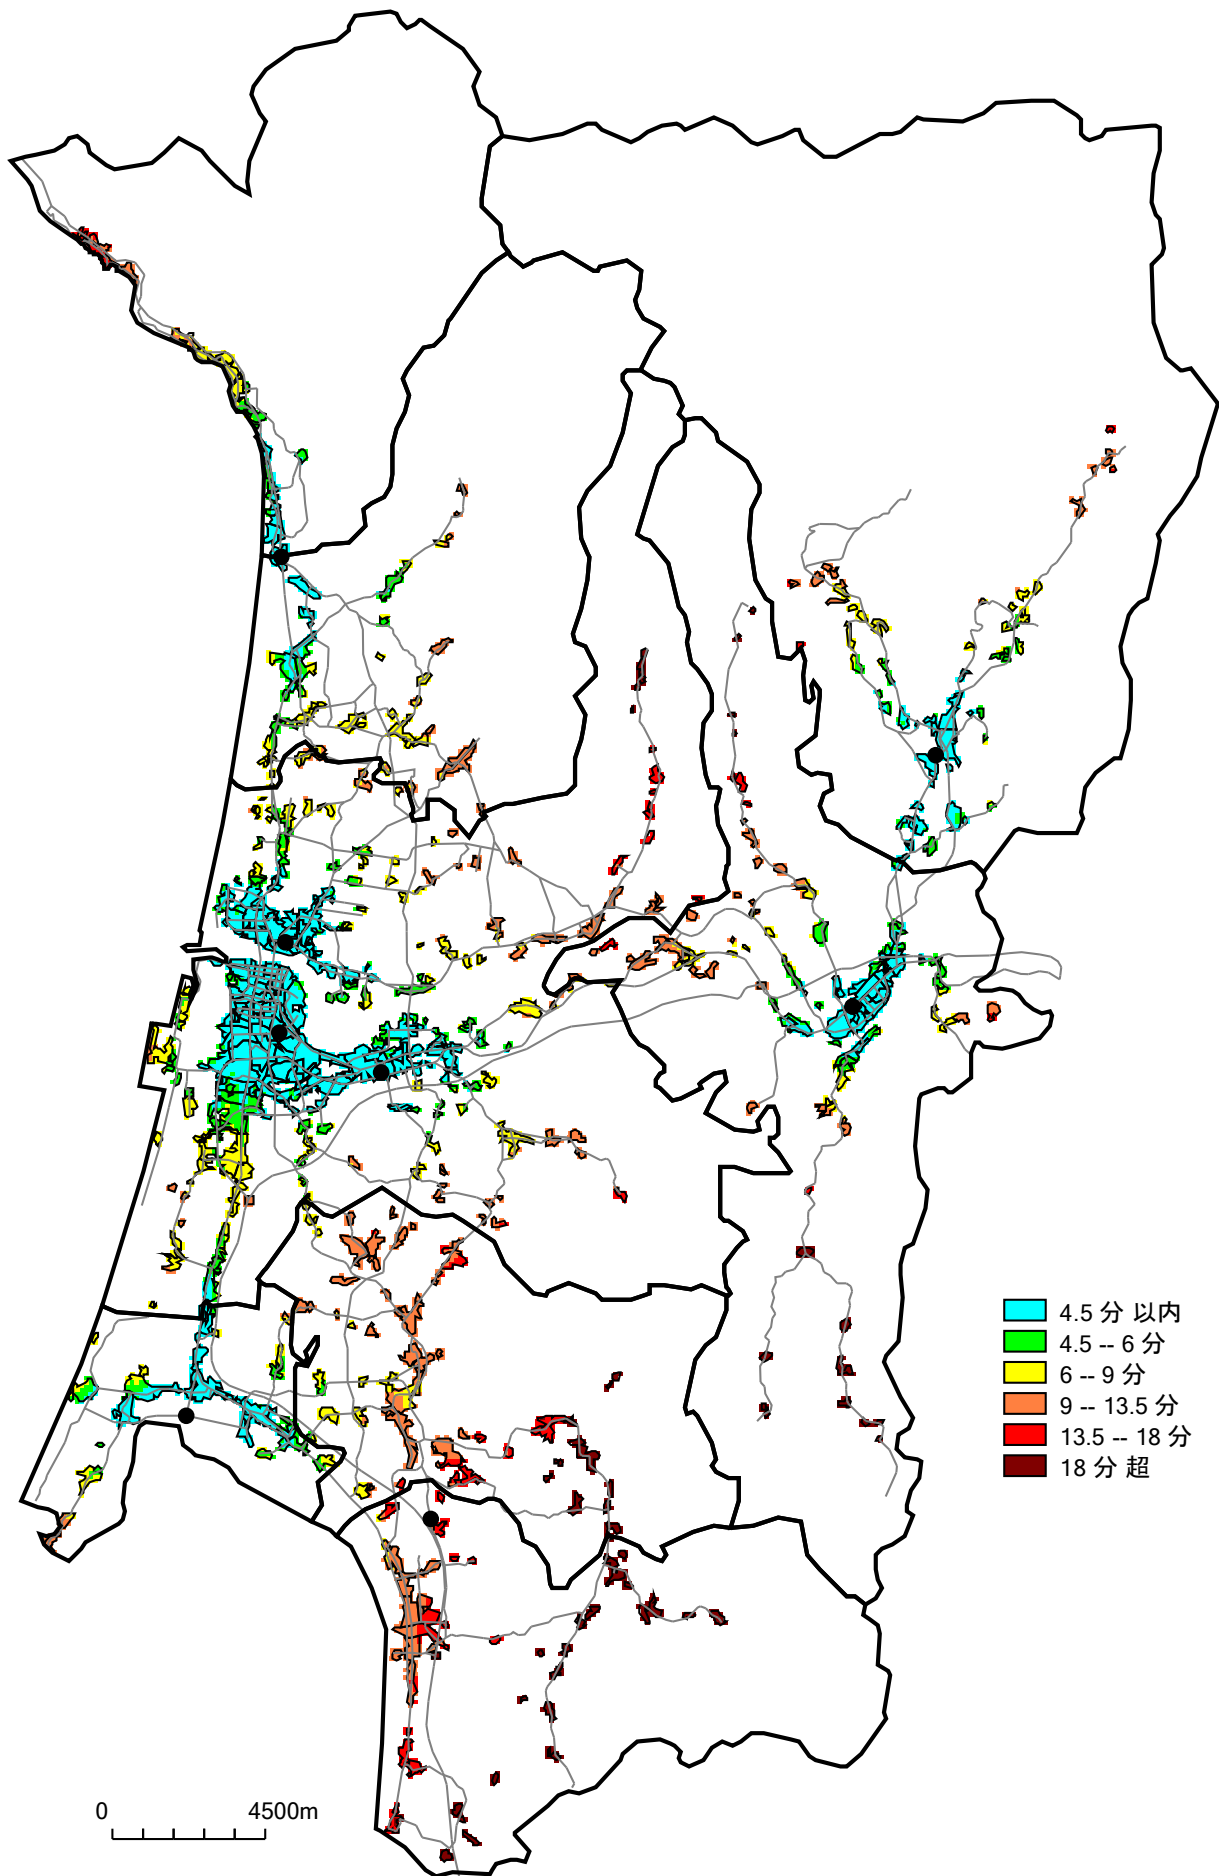 4.5 分 以内
4.5 -- 6 分
6 -- 9 分
9 -- 13.5 分
13.5 -- 18 分
18 分 超
0 4500m